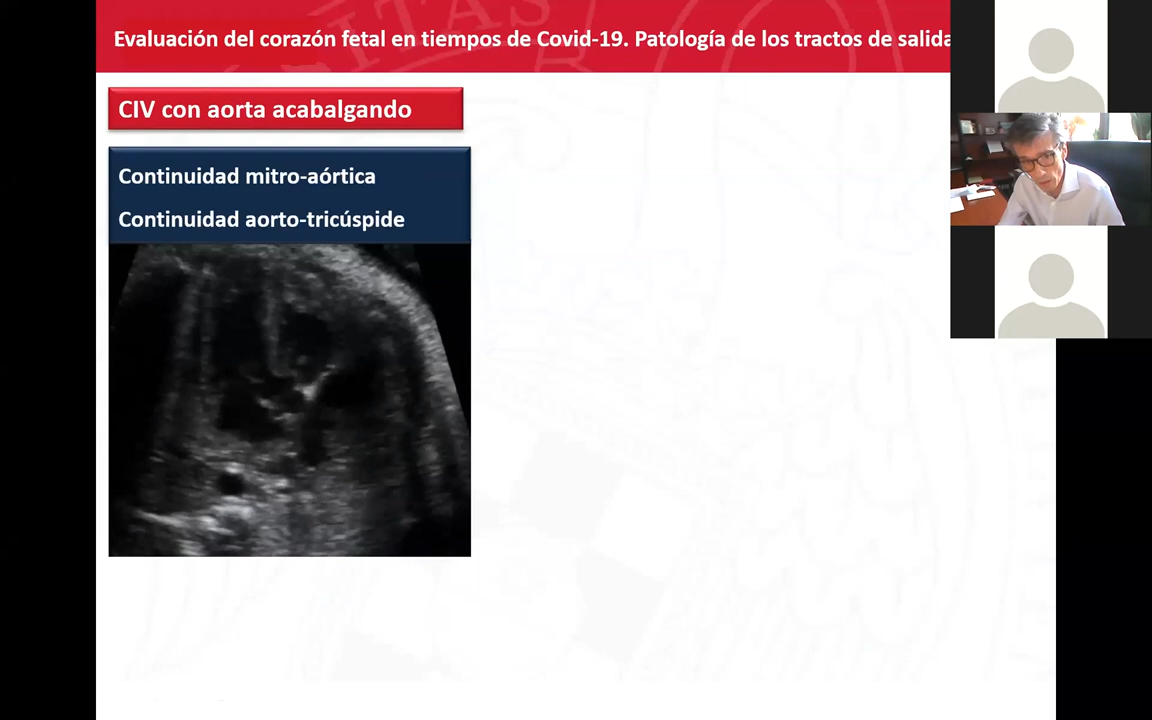 Evaluación del corazón fetal en tiempos de Covid-19. Patología de los tractos de salida
CIV con aorta acabalgando
Continuidad mitro-aórtica
Continuidad aorto-tricúspide